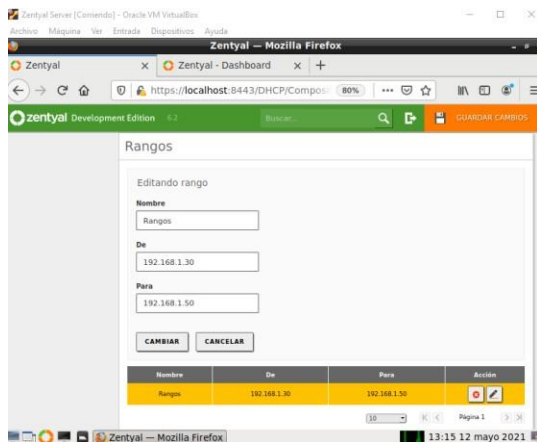 Zentyal Server [Corriendo] - Oracle VM VirtualBox
Archivo Máquina Ver Entrada Dispositivos Ayuda
Zentyal — Mozilla Firefox
Zentyal
Zentyal - Dashboard
https://localhost:8443/DHCP/Compos
80%
zentyal Development Edition 6.2
Buscar...
GUARDAR CAMBIOS
Rangos
Editando rango
Nombre
Rangos
De
192.168.1.30
Para
192.168.1.50
CAMBIAR CANCELAR
Nombre De Para Acción
Rangos 192.168.1.30 192.168.1.50
10 Página 1
Zentyal — Mozilla Firefox
13:15 12 mayo 2021